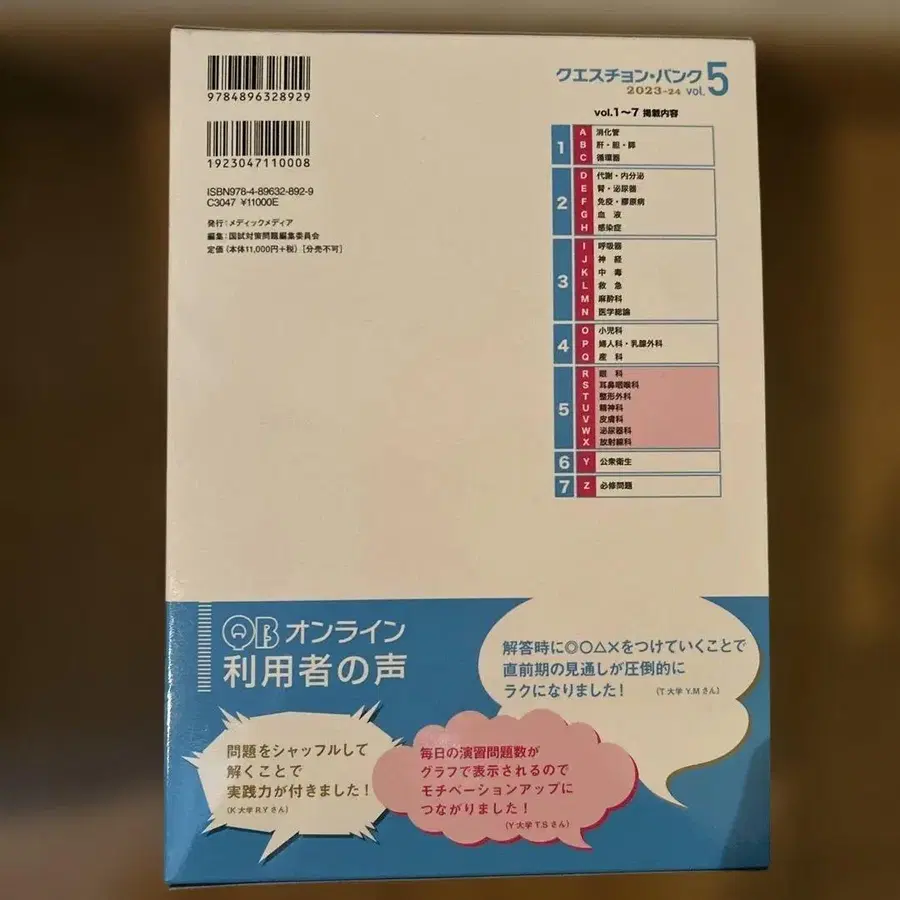 9784896328929
1923047110008
ISBN978-4-89632-892-9
C3047 ¥11000E
発行：メディックメディア
編集：国試対策問題編集委員会
定価（本体11,000円＋税）［分売不可］
クエスチョン・バンク
2023-24 vol.5
vol.1〜7 掲載内容
1
A 消化管
B 肝・胆・膵
C 循環器
2
D 代謝・内分泌
E 腎・泌尿器
F 免疫・膠原病
G 血　液
H 感染症
3
I 呼吸器
J 神　経
K 中　毒
L 救　急
M 麻酔科
N 医学総論
4
O 小児科
P 婦人科・乳腺外科
Q 産　科
5
R 眼　科
S 耳鼻咽喉科
T 整形外科
U 精神科
V 皮膚科
W 泌尿器科
X 放射線科
6 Y 公衆衛生
7 Z 必修問題
QBオンライン
利用者の声
解答時に◎○△×をつけていくことで
直前期の見通しが圧倒的に
ラクになりました！
（T大学 Y.Mさん）
問題をシャッフルして
解くことで
実践力が付きました！
（K大学 R.Yさん）
毎日の演習問題数が
グラフで表示されるので
モチベーションアップに
つながりました！
（Y大学 T.Sさん）